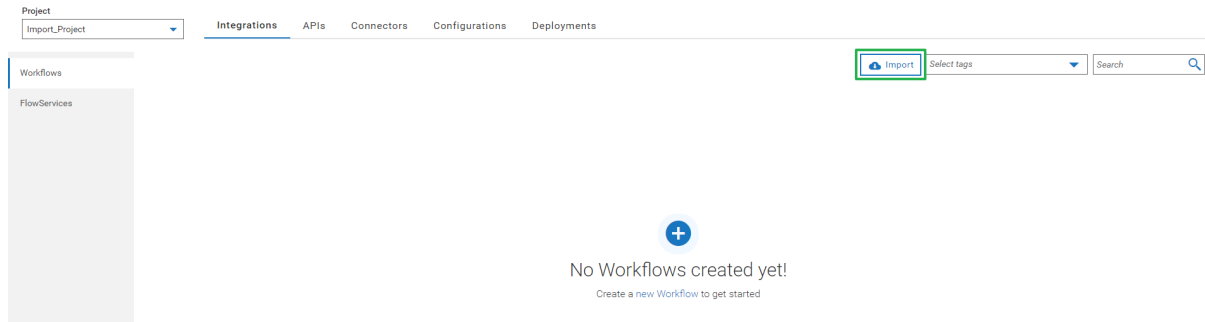 Project
Import_Project
Integrations APIs Connectors Configurations Deployments
Workflows
FlowServices
Import Select tags Search
No Workflows created yet!
Create a new Workflow to get started